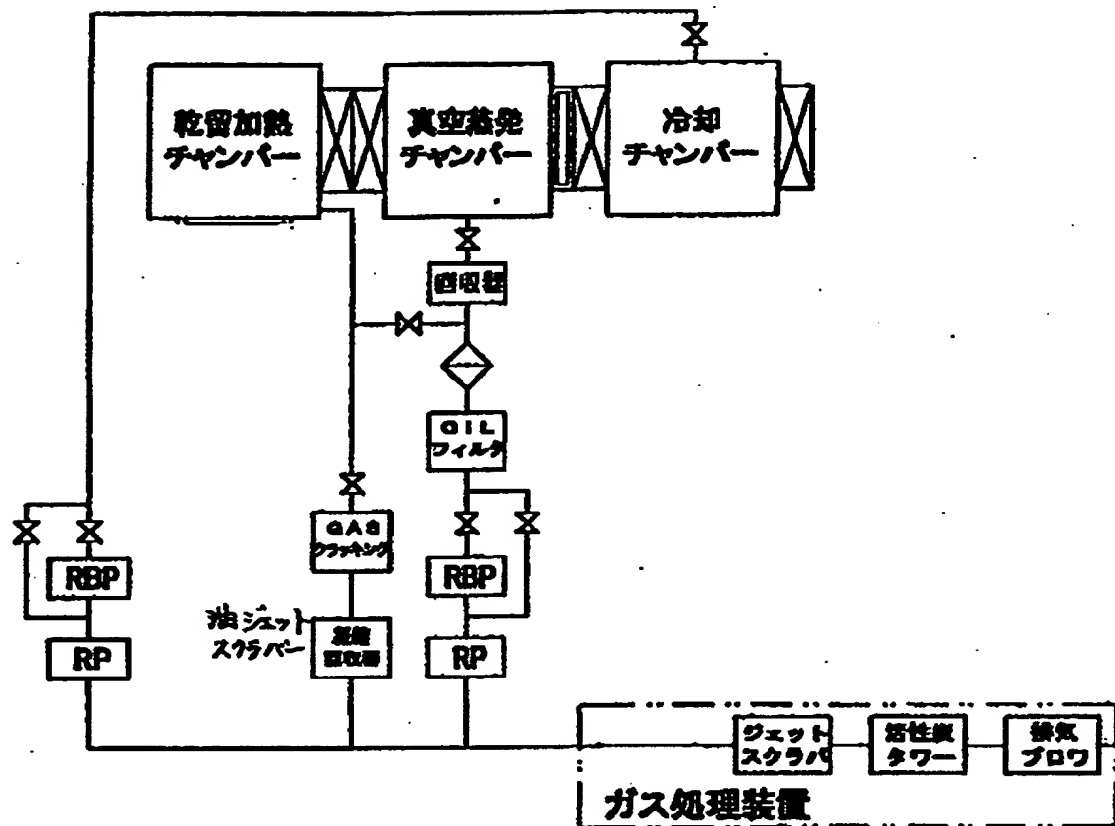 乾留加熱
チャンバー
真空蒸発
チャンバー
冷却
チャンバー
回収器
OIL
フィルタ
GAS
クラッキング
RBP
RBP
油ジェット
スクラバー
回収器
RP
RP
ジェット
スクラバ
活性炭
タワー
排気
ブロワ
ガス処理装置